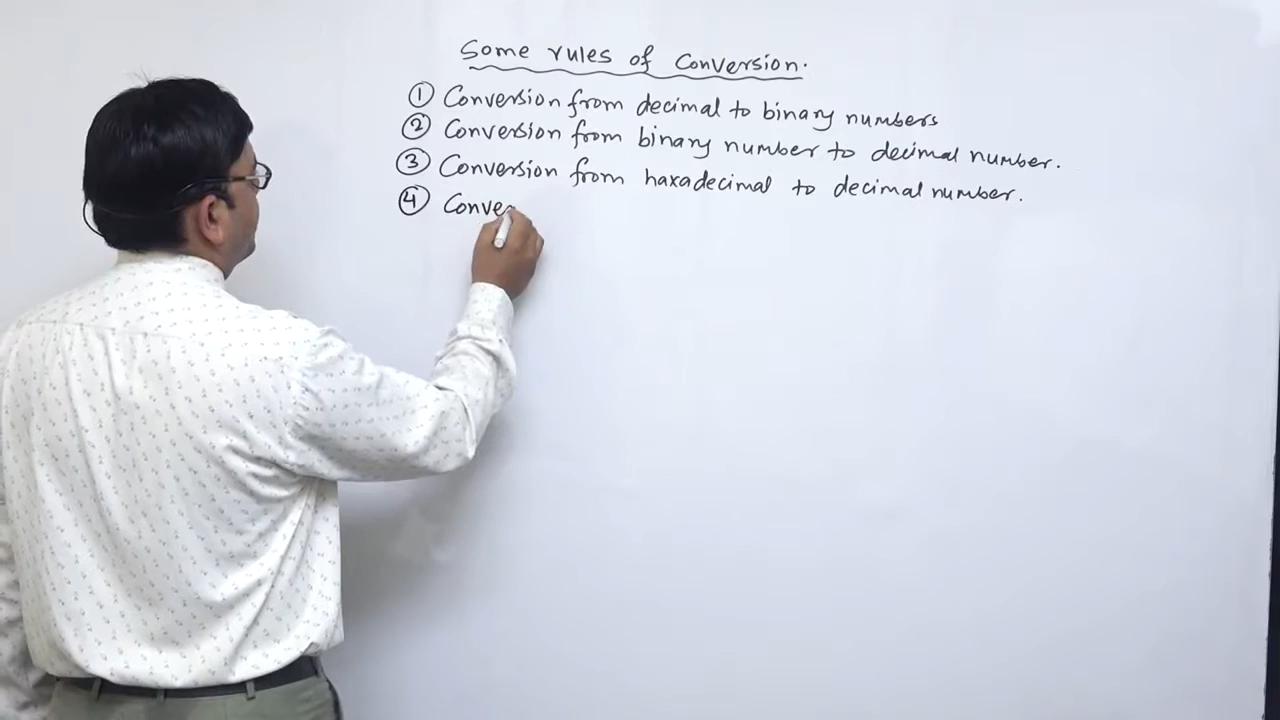 Some rules of Conversion.
① Conversion from decimal to binary numbers
② Conversion from binary number to decimal number.
③ Conversion from haxadecimal to decimal number.
④ Conve